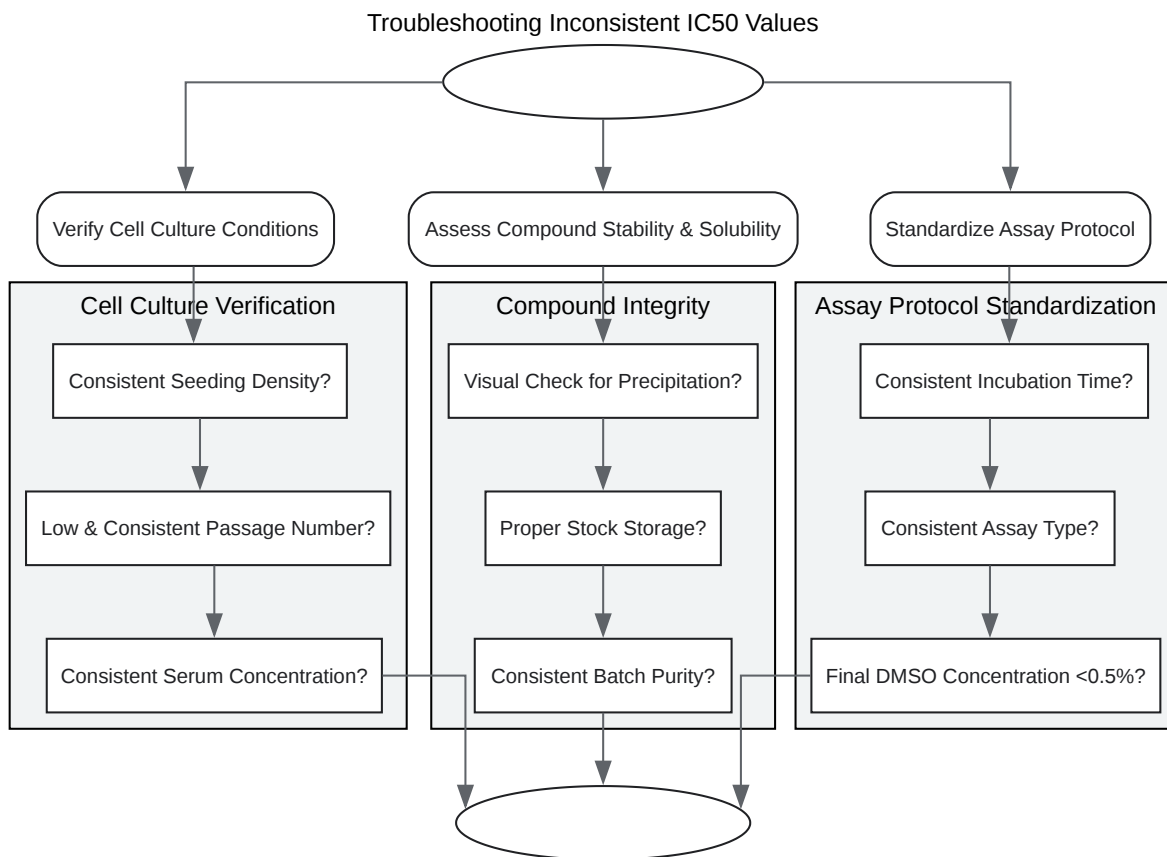 Troubleshooting Inconsistent IC50 Values
Verify Cell Culture Conditions
Assess Compound Stability & Solubility
Standardize Assay Protocol
Cell Culture Verification
Compound Integrity
Assay Protocol Standardization
Consistent Seeding Density?
Visual Check for Precipitation?
Consistent Incubation Time?
Low & Consistent Passage Number?
Proper Stock Storage?
Consistent Assay Type?
Consistent Serum Concentration?
Consistent Batch Purity?
Final DMSO Concentration <0.5%?